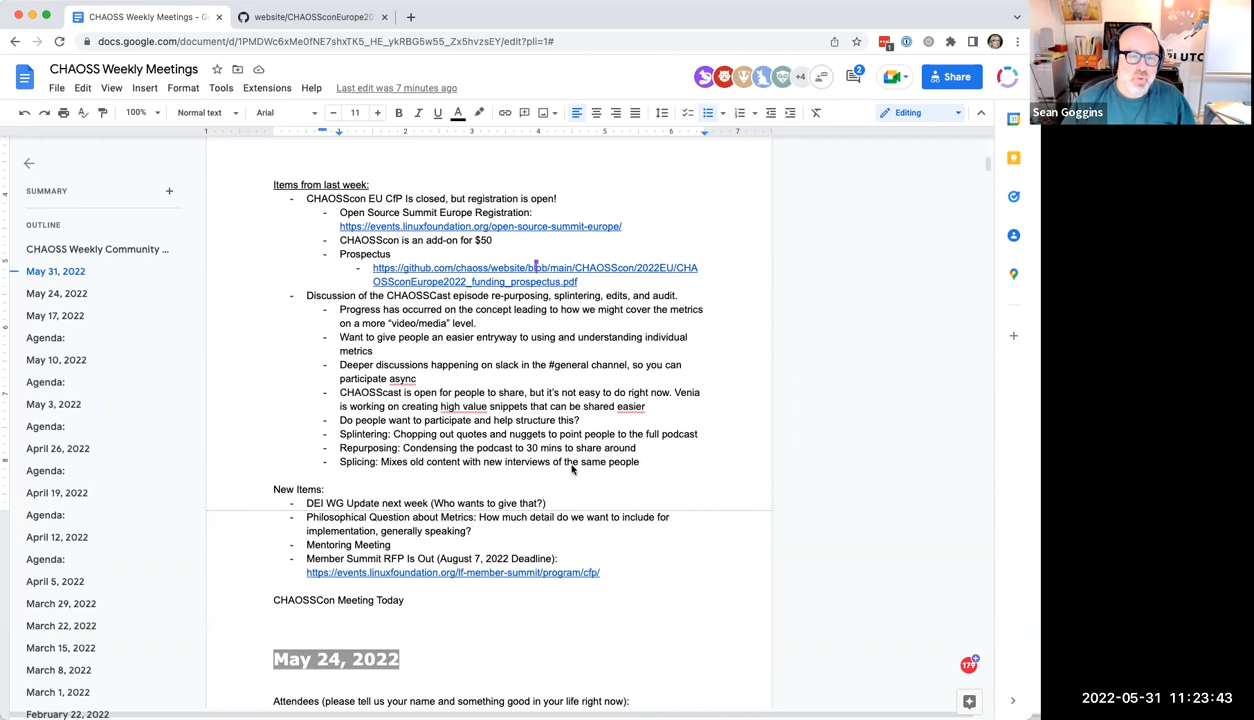 CHAOSS Weekly Meetings - G
website/CHAOSSconEurope20
docs.google.com/document/d/1PMDWc6xMe0fNE7shxTK5_HE_ykRBG5w55_Zx5hvzsEY/edit?pli=1#
CHAOSS Weekly Meetings
+4
2
Share
File Edit View Insert Format Tools Extensions Help Last edit was 7 minutes ago
100% Normal text Arial 11 Editing
Sean Goggins
SUMMARY
OUTLINE
CHAOSS Weekly Community ...
May 31, 2022
May 24, 2022
May 17, 2022
Agenda:
May 10, 2022
Agenda:
May 3, 2022
Agenda:
April 26, 2022
Agenda:
April 19, 2022
Agenda:
April 12, 2022
Agenda:
April 5, 2022
March 29, 2022
March 22, 2022
March 15, 2022
March 8, 2022
March 1, 2022
February 22, 2022
Items from last week:
- CHAOSScon EU CfP Is closed, but registration is open!
- Open Source Summit Europe Registration:
https://events.linuxfoundation.org/open-source-summit-europe/
- CHAOSScon is an add-on for $50
- Prospectus
- https://github.com/chaoss/website/blob/main/CHAOSScon/2022EU/CHA
OSSconEurope2022_funding_prospectus.pdf
- Discussion of the CHAOSSCast episode re-purposing, splintering, edits, and audit.
- Progress has occurred on the concept leading to how we might cover the metrics
on a more “video/media” level.
- Want to give people an easier entryway to using and understanding individual
metrics
- Deeper discussions happening on slack in the #general channel, so you can
participate async
- CHAOSScast is open for people to share, but it’s not easy to do right now. Venia
is working on creating high value snippets that can be shared easier
- Do people want to participate and help structure this?
- Splintering: Chopping out quotes and nuggets to point people to the full podcast
- Repurposing: Condensing the podcast to 30 mins to share around
- Splicing: Mixes old content with new interviews of the same people
New Items:
- DEI WG Update next week (Who wants to give that?)
- Philosophical Question about Metrics: How much detail do we want to include for
implementation, generally speaking?
- Mentoring Meeting
- Member Summit RFP Is Out (August 7, 2022 Deadline):
https://events.linuxfoundation.org/lf-member-summit/program/cfp/
CHAOSSCon Meeting Today
May 24, 2022
Attendees (please tell us your name and something good in your life right now):
179
2022-05-31 11:23:43